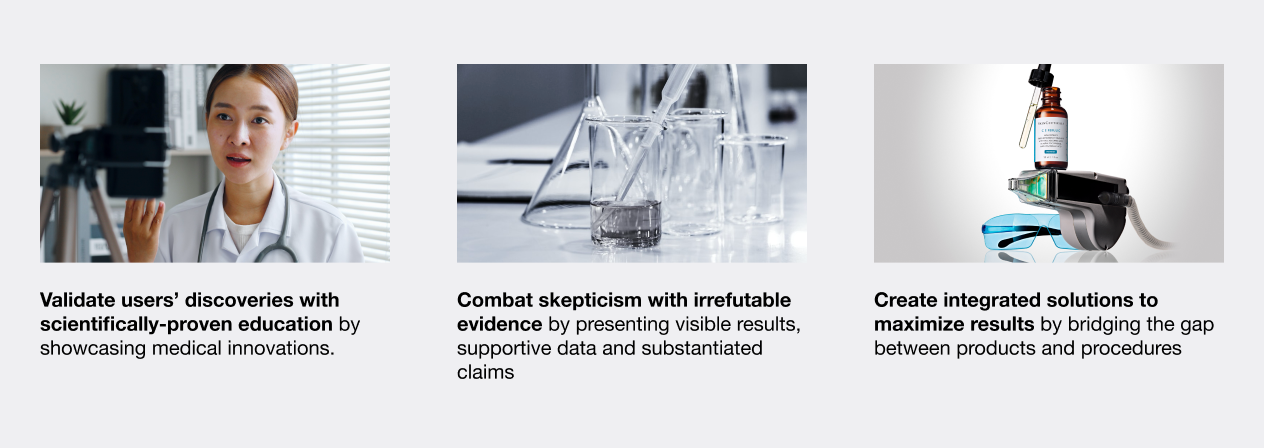 Validate users’ discoveries with
scientifically-proven education by
showcasing medical innovations.
Combat skepticism with irrefutable
evidence by presenting visible results,
supportive data and substantiated
claims
Create integrated solutions to
maximize results by bridging the gap
between products and procedures